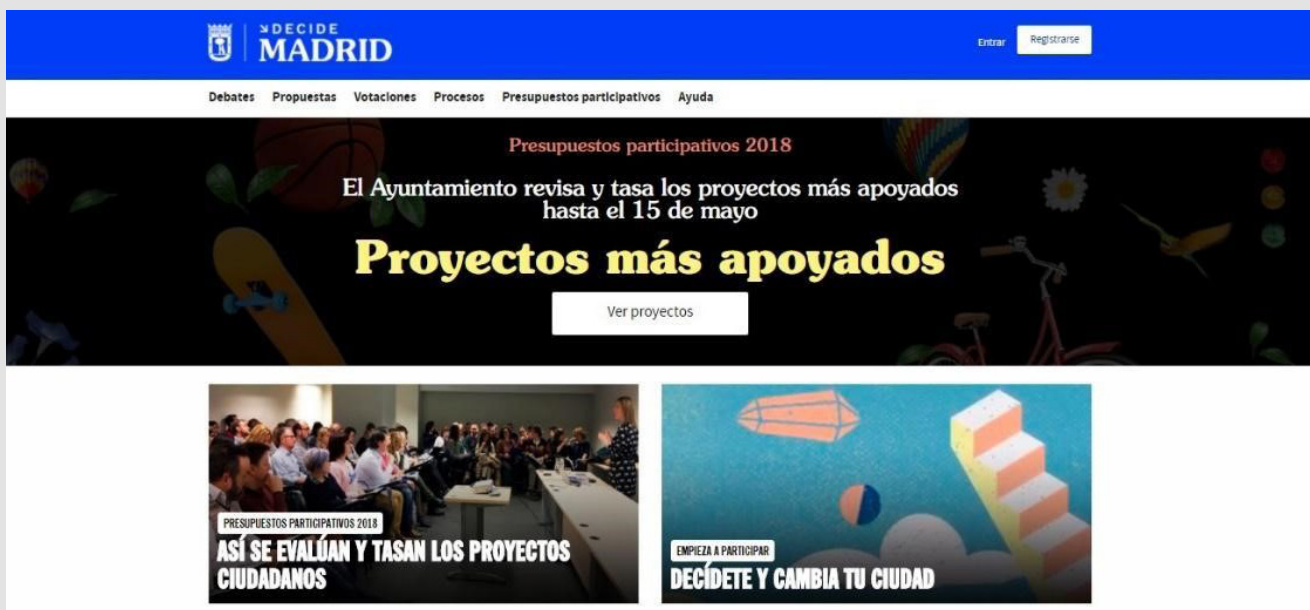 DECIDE
MADRID
Entrar
Registrarse
Debates Propuestas Votaciones Procesos Presupuestos participativos Ayuda
Presupuestos participativos 2018
El Ayuntamiento revisa y tasa los proyectos más apoyados
hasta el 15 de mayo
Proyectos más apoyados
Ver proyectos
PRESUPUESTOS PARTICIPATIVOS 2018
ASÍ SE EVALÚAN Y TASAN LOS PROYECTOS
CIUDADANOS
EMPIEZA A PARTICIPAR
DECÍDETE Y CAMBIA TU CIUDAD